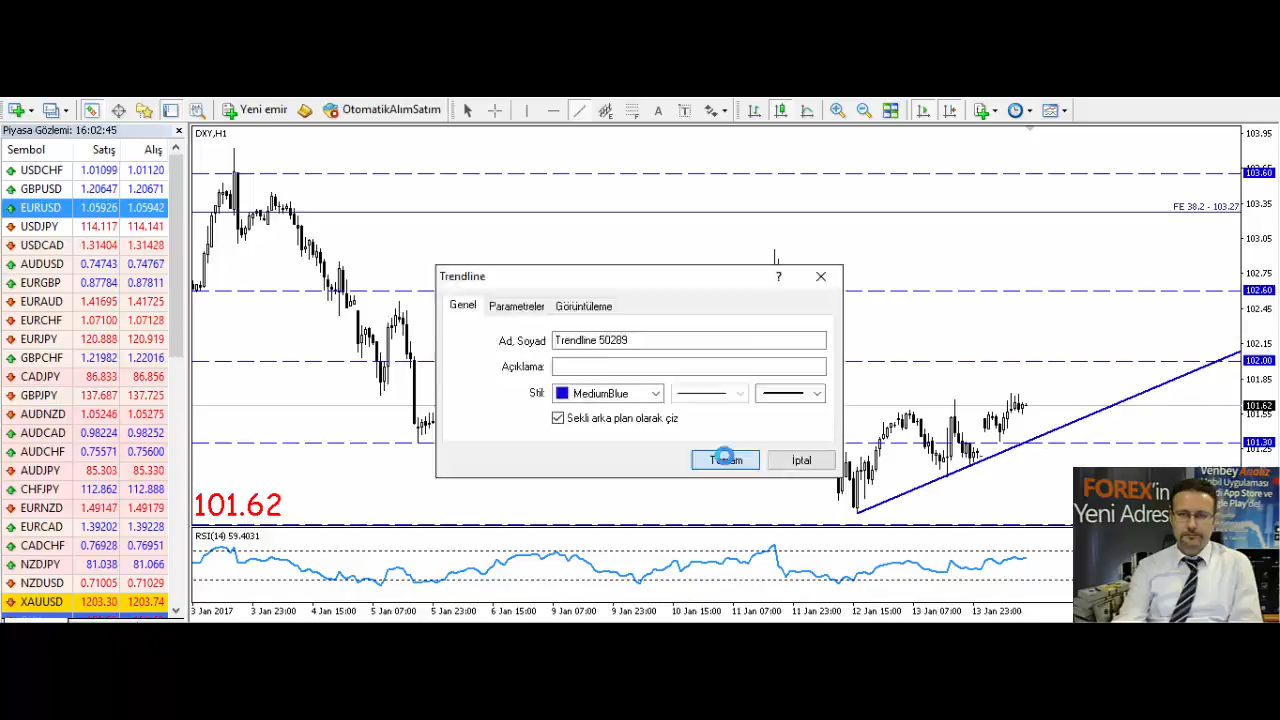 Yeni emir
OtomatikAlımSatım
Piyasa Gözlemi: 16:02:45
Sembol Satış Alış
USDCHF 1.01099 1.01120
GBPUSD 1.20647 1.20671
EURUSD 1.05926 1.05942
USDJPY 114.117 114.141
USDCAD 1.31404 1.31428
AUDUSD 0.74743 0.74767
EURGBP 0.87784 0.87811
EURAUD 1.41695 1.41725
EURCHF 1.07100 1.07128
EURJPY 120.888 120.919
GBPCHF 1.21982 1.22016
CADJPY 86.833 86.856
GBPJPY 137.687 137.725
AUDNZD 1.05246 1.05285
AUDCAD 0.98224 0.98252
AUDCHF 0.75571 0.75600
AUDJPY 85.303 85.330
CHFJPY 112.862 112.888
EURNZD 1.49147 1.49179
EURCAD 1.39202 1.39228
CADCHF 0.76928 0.76951
NZDJPY 81.038 81.066
NZDUSD 0.71005 0.71029
XAUUSD 1203.30 1203.74
DXY,H1
103.95
103.60
FE 38.2 - 103.27
103.35
103.05
102.75
102.60
102.45
102.15
102.00
101.85
101.62
101.55
101.30
101.25
Trendline
?
Genel Parametreler Görüntüleme
Ad, Soyad Trendline 50289
Açıklama:
Stil: MediumBlue
Sekli arka plan olarak çiz
İptal
101.62
RSI(14) 59.4031
3 Jan 2017 3 Jan 23:00 4 Jan 15:00 5 Jan 07:00 5 Jan 23:00 6 Jan 15:00 9 Jan 07:00 9 Jan 23:00 10 Jan 15:00 11 Jan 07:00 11 Jan 23:00 12 Jan 15:00 13 Jan 07:00 13 Jan 23:00
FOREX'in
Yeni Adres
Venbey Analiz